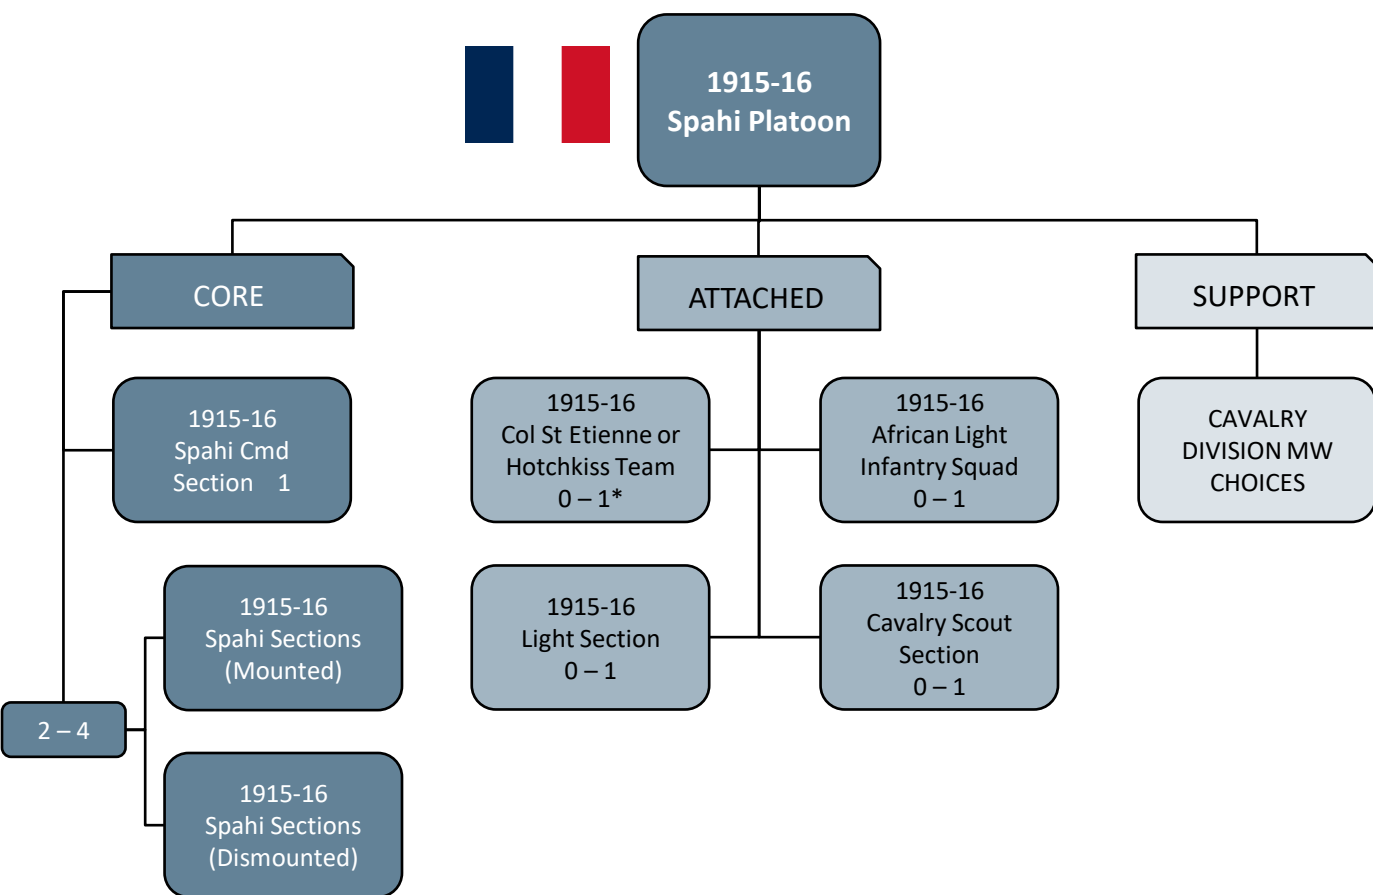 1915-16
Spahi Platoon
CORE
ATTACHED
SUPPORT
1915-16
Spahi Cmd
Section 1
1915-16
Col St Etienne or
Hotchkiss Team
0 – 1*
1915-16
African Light
Infantry Squad
0 – 1
CAVALRY
DIVISION MW
CHOICES
1915-16
Spahi Sections
(Mounted)
1915-16
Light Section
0 – 1
1915-16
Cavalry Scout
Section
0 – 1
2 – 4
1915-16
Spahi Sections
(Dismounted)